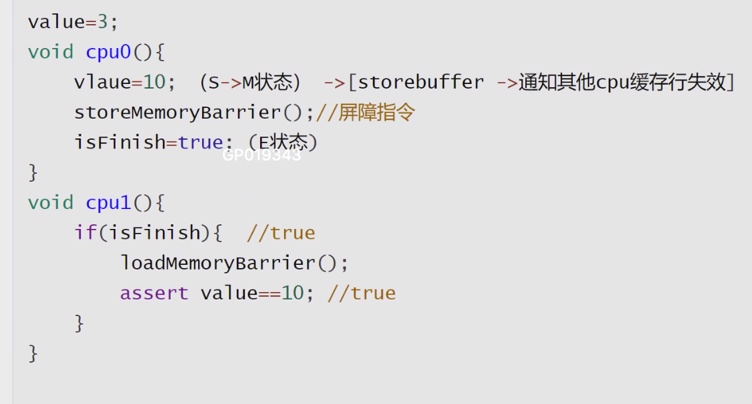 value=3;
void cpu0(){
vlaue=10; (S->M状态) ->[storebuffer ->通知其他cpu缓存行失效]
storeMemoryBarrier();//屏障指令
isFinish=true; (E状态)
GP019343
}
void cpu1(){
if(isFinish){ //true
loadMemoryBarrier();
assert value==10; //true
}
}